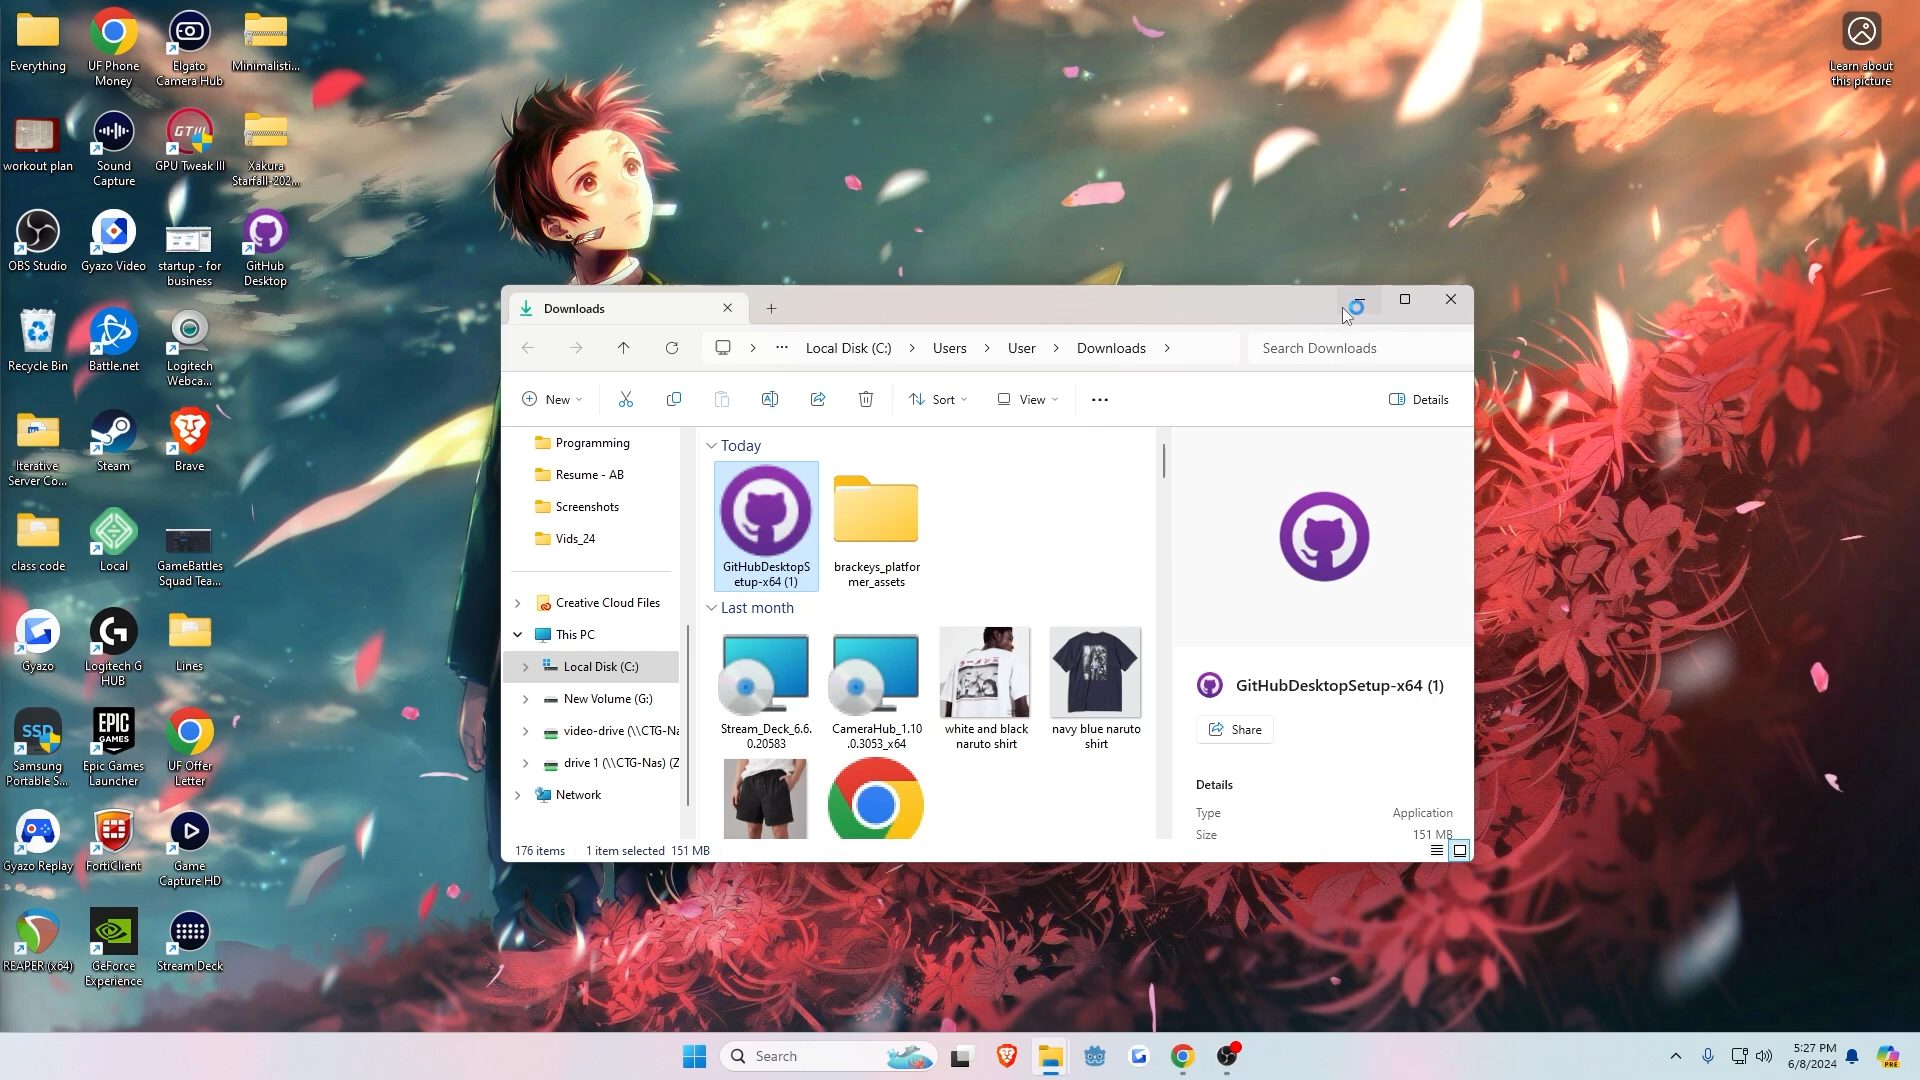 Everything
UF Phone
Money
Elgato
Camera Hub
Minimalisti...
Learn about
this picture
workout plan
Sound
Capture
GTIII
GPU Tweak III
Xakura
Starfall-202...
OBS Studio
Gyazo Video
startup - for
business
GitHub
Desktop
Recycle Bin
Battle.net
Logitech
Webca...
Iterative
Server Co...
Steam
Brave
class code
Local
GameBattles
Squad Tea...
Gyazo
Logitech G
HUB
Lines
SSD
Samsung
Portable S...
EPIC
GAMES
Epic Games
Launcher
UF Offer
Letter
Gyazo Replay
FortiClient
Game
Capture HD
REAPER (x64)
GeForce
Experience
Stream Deck
Downloads
Local Disk (C:)
Users
User
Downloads
Search Downloads
New
Sort
View
Details
Programming
Resume - AB
Screenshots
Vids_24
Creative Cloud Files
This PC
Local Disk (C:)
New Volume (G:)
video-drive (\\CTG-Na
drive 1 (\\CTG-Nas) (Z
Network
Today
GitHubDesktopS
etup-x64 (1)
brackeys_platfor
mer_assets
Last month
Stream_Deck_6.6.
0.20583
CameraHub_1.10
.0.3053_x64
white and black
naruto shirt
navy blue naruto
shirt
GitHubDesktopSetup-x64 (1)
Share
Details
Type
Application
Size
151 MB
176 items
1 item selected
151 MB
Search
5:27 PM
6/8/2024
PRE